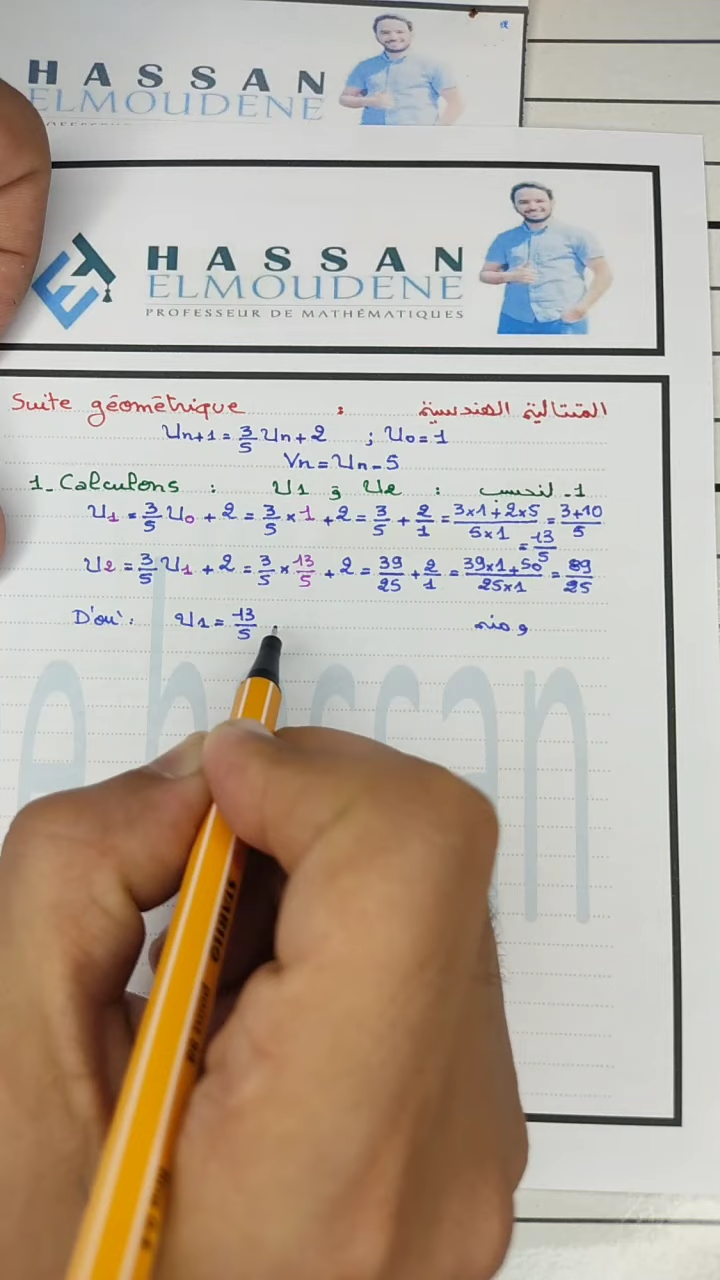 HASSAN
ELMOUDENE
HASSAN
ELMOUDENE
PROFESSEUR DE MATHÉMATIQUES
Suite géométrique : المتتالية الهندسية
Un+1 = 3/5 Un + 2 ; U0 = 1
Vn = Un - 5
1- Calculons : U1 و U2 : 1- لنحسب
U1 = 3/5 U0 + 2 = 3/5 × 1 + 2 = 3/5 + 2/1 = (3×1+2×5)/(5×1) = (3+10)/5
= 13/5
U2 = 3/5 U1 + 2 = 3/5 × 13/5 + 2 = 39/25 + 2/1 = (39×1+50)/(25×1) = 89/25
D'où : U1 = 13/5 ومنه
e hassan